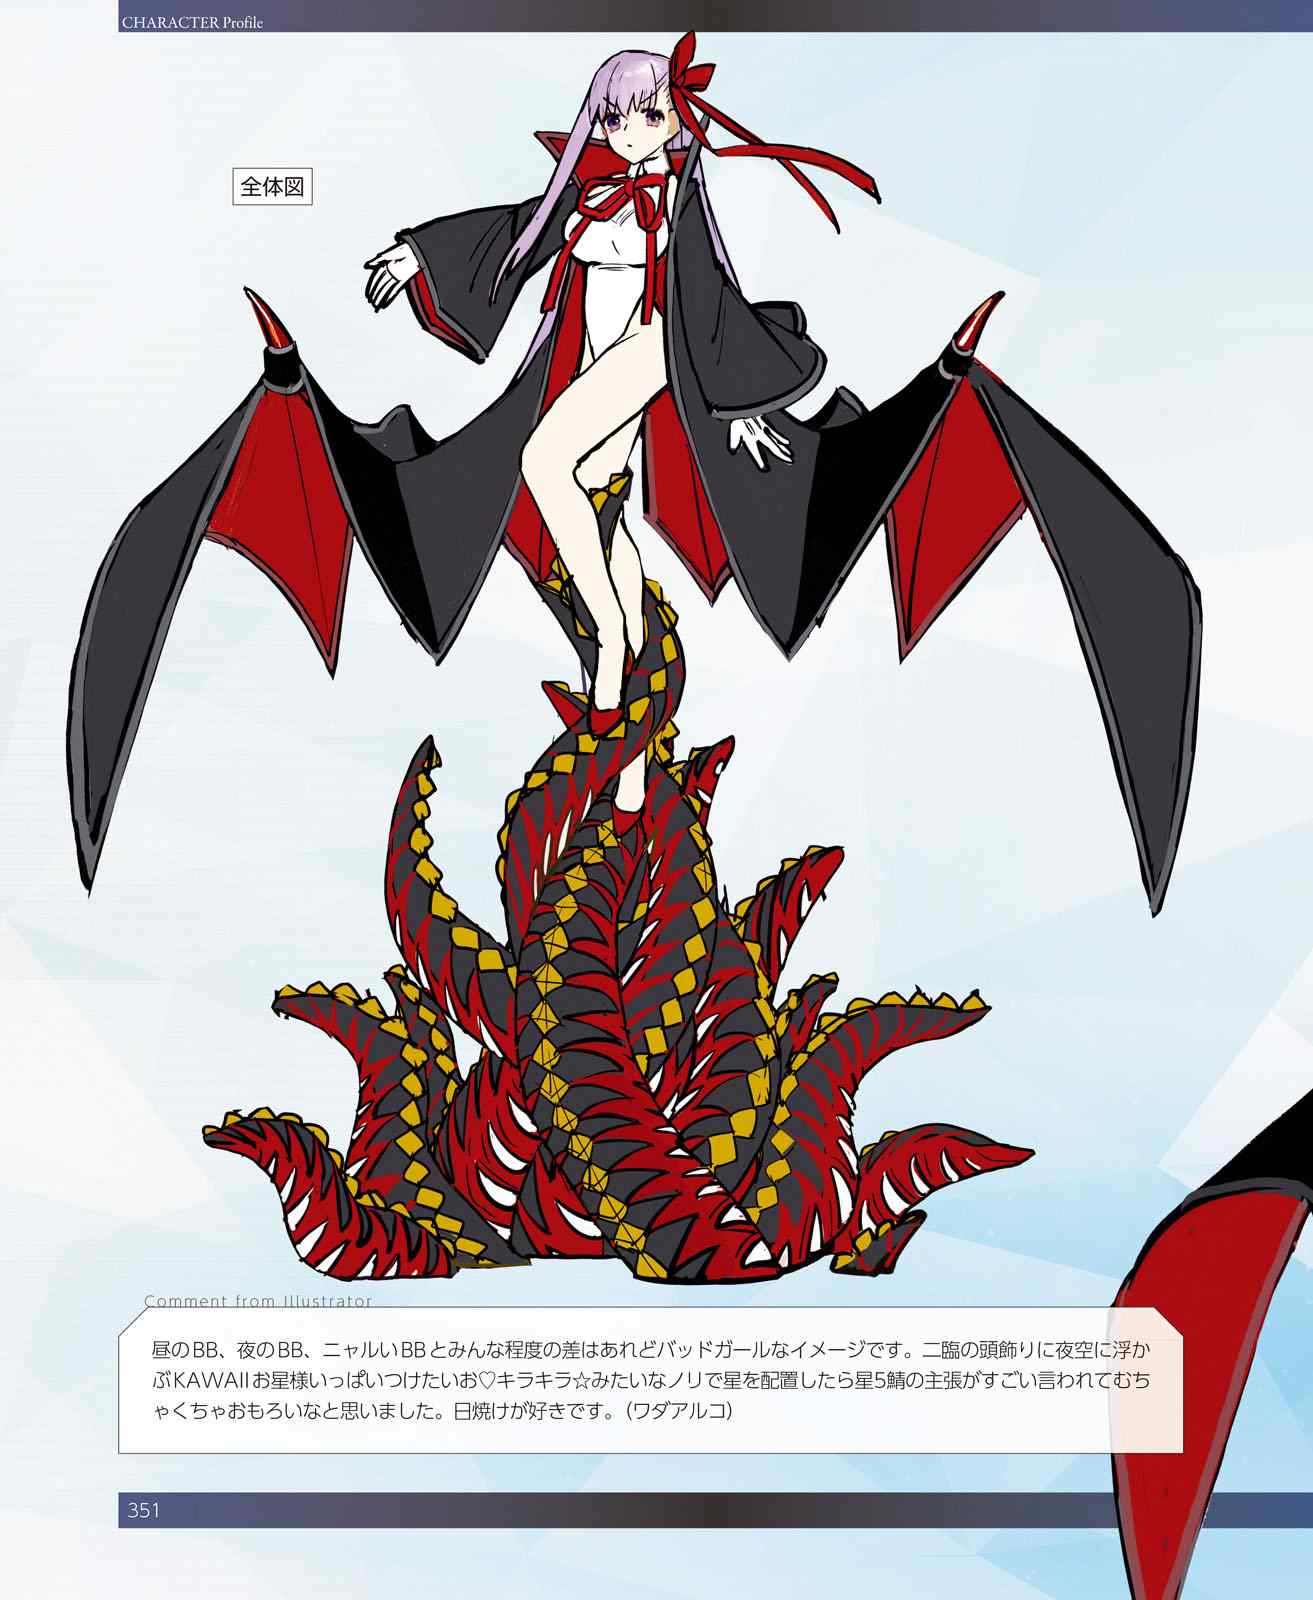 CHARACTER Profile
全体図
Comment from Illustrator
昼のBB、夜のBB、ニャルいBBとみんな程度の差はあれどバッドガールなイメージです。二臨の頭飾りに夜空に浮か
ぶKAWAIIお星様いっぱいつけたいお♡キラキラ☆みたいなノリで星を配置したら星5鯖の主張がすごい言われてむち
ゃくちゃおもろいなと思いました。日焼けが好きです。（ワダアルコ）
351